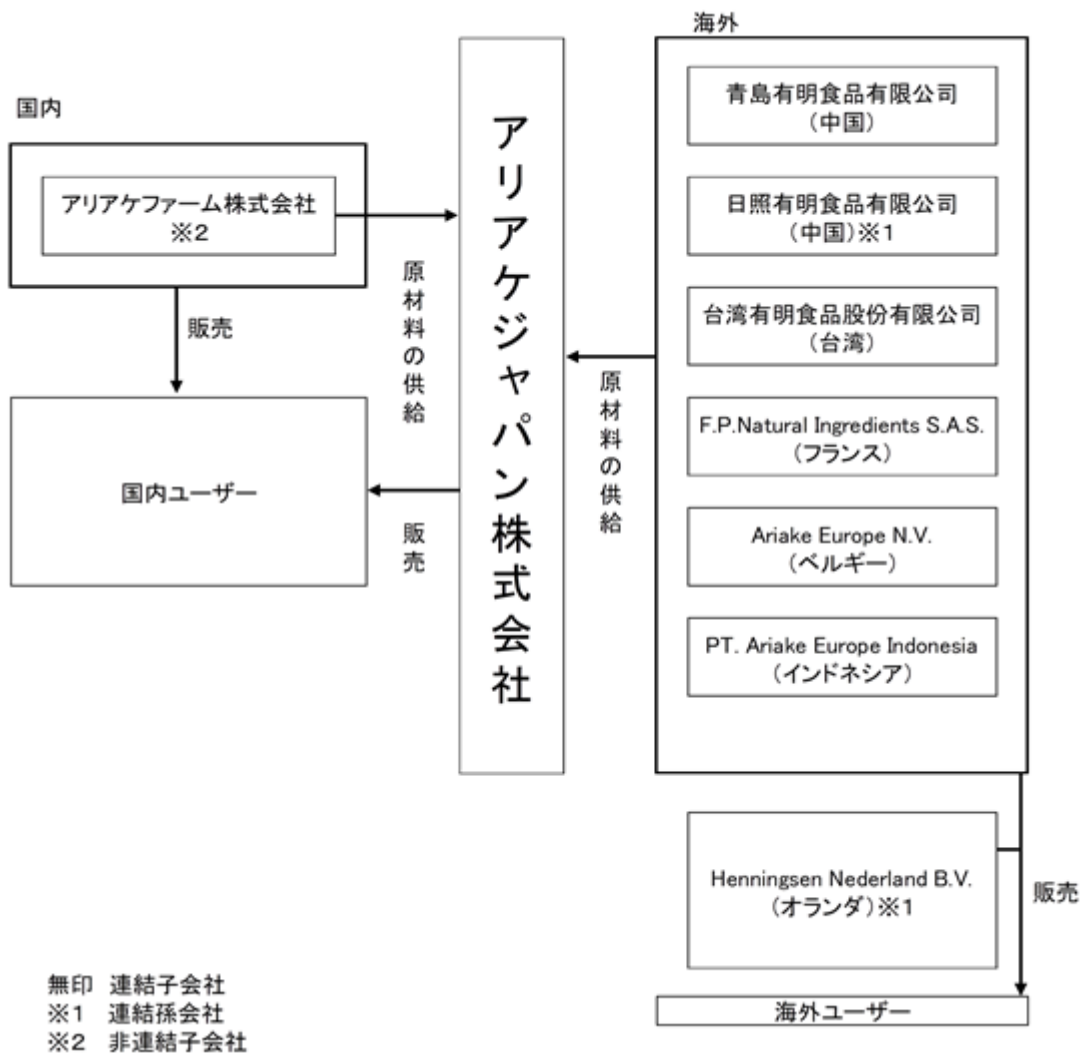 国内
アリアケファーム株式会社
※2
販売
国内ユーザー
原材料の供給
販売
アリアケジャパン株式会社
原材料の供給
海外
青島有明食品有限公司
（中国）
日照有明食品有限公司
（中国）※1
台湾有明食品股份有限公司
（台湾）
F.P.Natural Ingredients S.A.S.
（フランス）
Ariake Europe N.V.
（ベルギー）
PT. Ariake Europe Indonesia
（インドネシア）
Henningsen Nederland B.V.
（オランダ）※1
販売
海外ユーザー
無印 連結子会社
※1 連結孫会社
※2 非連結子会社